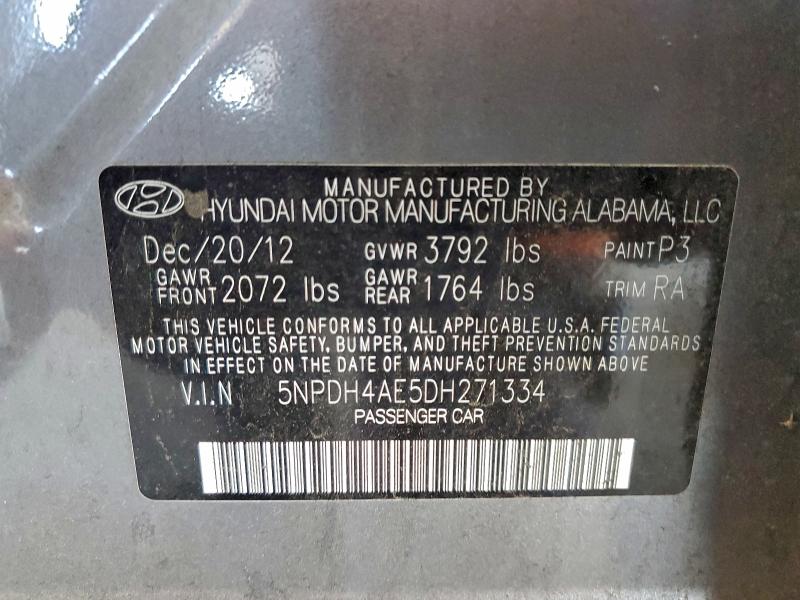 MANUFACTURED BY
HYUNDAI MOTOR MANUFACTURING ALABAMA, LLC
Dec/20/12 GVWR 3792 lbs PAINT P3
GAWR FRONT 2072 lbs GAWR REAR 1764 lbs TRIM RA
THIS VEHICLE CONFORMS TO ALL APPLICABLE U.S.A. FEDERAL
MOTOR VEHICLE SAFETY, BUMPER, AND THEFT PREVENTION STANDARDS
IN EFFECT ON THE DATE OF MANUFACTURE SHOWN ABOVE
V.I.N 5NPDH4AE5DH271334
PASSENGER CAR